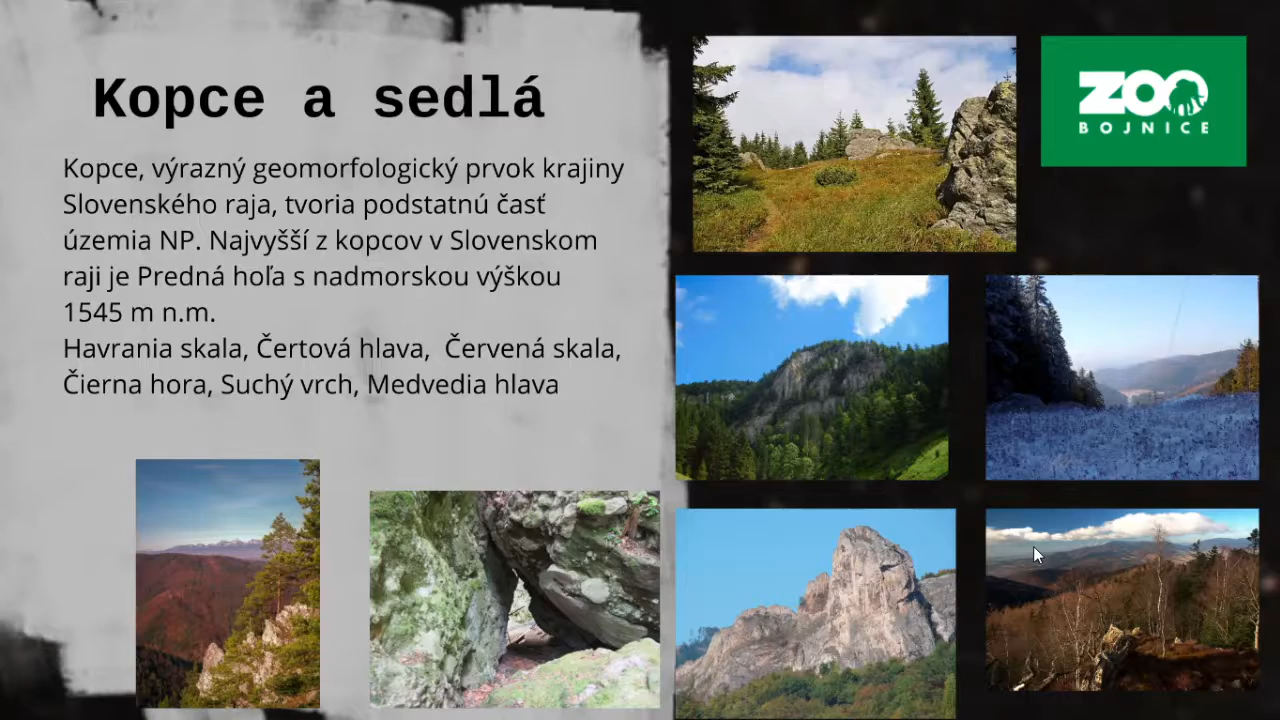 Kopce a sedlá
Kopce, výrazný geomorfologický prvok krajiny
Slovenského raja, tvoria podstatnú časť
územia NP. Najvyšší z kopcov v Slovenskom
raji je Predná hoľa s nadmorskou výškou
1545 m n.m.
Havrania skala, Čertová hlava,  Červená skala,
Čierna hora, Suchý vrch, Medvedia hlava
ZOO
BOJNICE